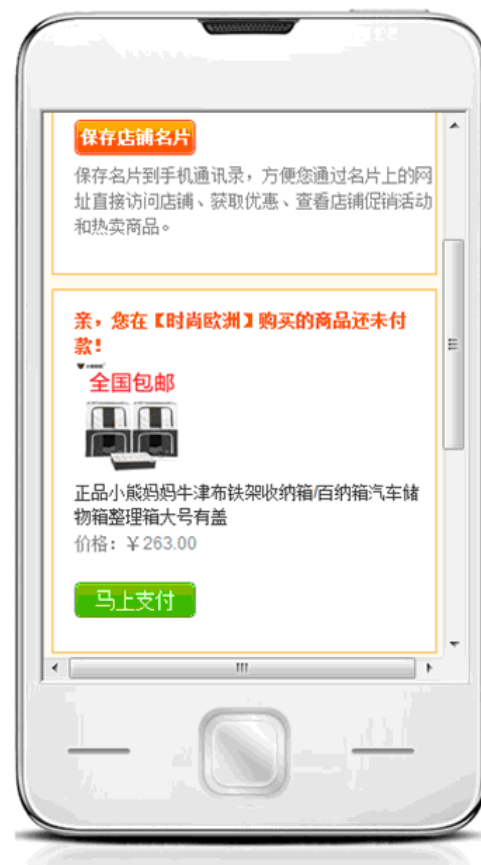 保存店铺名片
保存名片到手机通讯录，方便您通过名片上的网
址直接访问店铺、获取优惠、查看店铺促销活动
和热卖商品。
亲，您在【时尚欧洲】购买的商品还未付
款！
全国包邮
正品小熊妈妈牛津布铁架收纳箱/百纳箱汽车储
物箱整理箱大号有盖
价格：￥263.00
马上支付